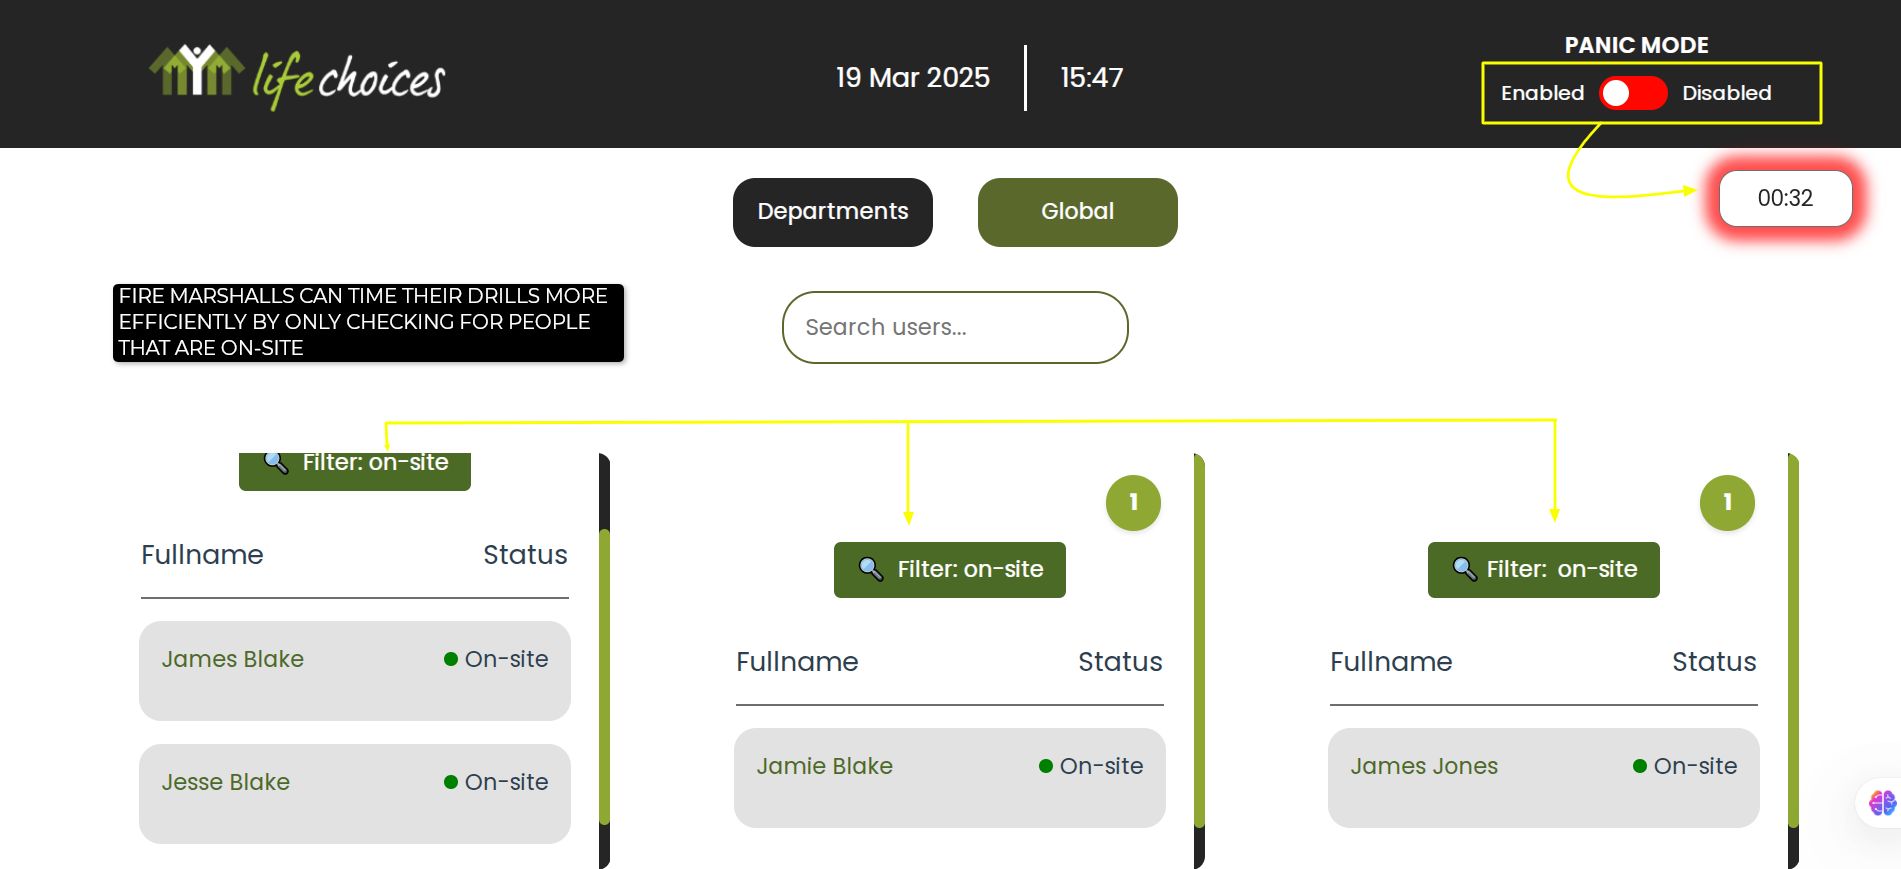 life choices
19 Mar 2025
15:47
PANIC MODE
Enabled
Disabled
Departments
Global
00:32
FIRE MARSHALLS CAN TIME THEIR DRILLS MORE
EFFICIENTLY BY ONLY CHECKING FOR PEOPLE
THAT ARE ON-SITE
Search users...
Filter: on-site
Fullname Status
James Blake On-site
Jesse Blake On-site
1
Filter: on-site
Fullname Status
Jamie Blake On-site
1
Filter: on-site
Fullname Status
James Jones On-site